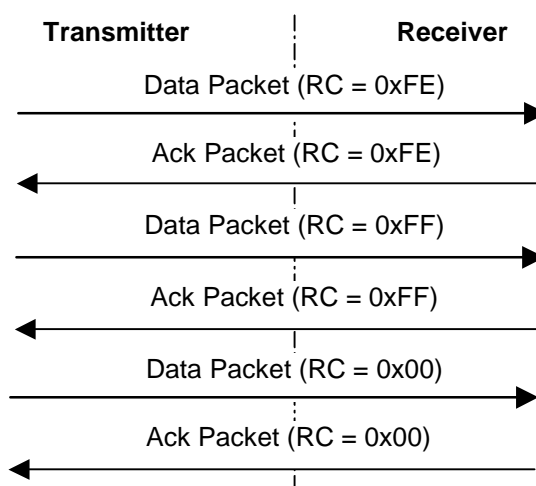 Transmitter Receiver
Data Packet (RC = 0xFE)
Ack Packet (RC = 0xFE)
Data Packet (RC = 0xFF)
Ack Packet (RC = 0xFF)
Data Packet (RC = 0x00)
Ack Packet (RC = 0x00)